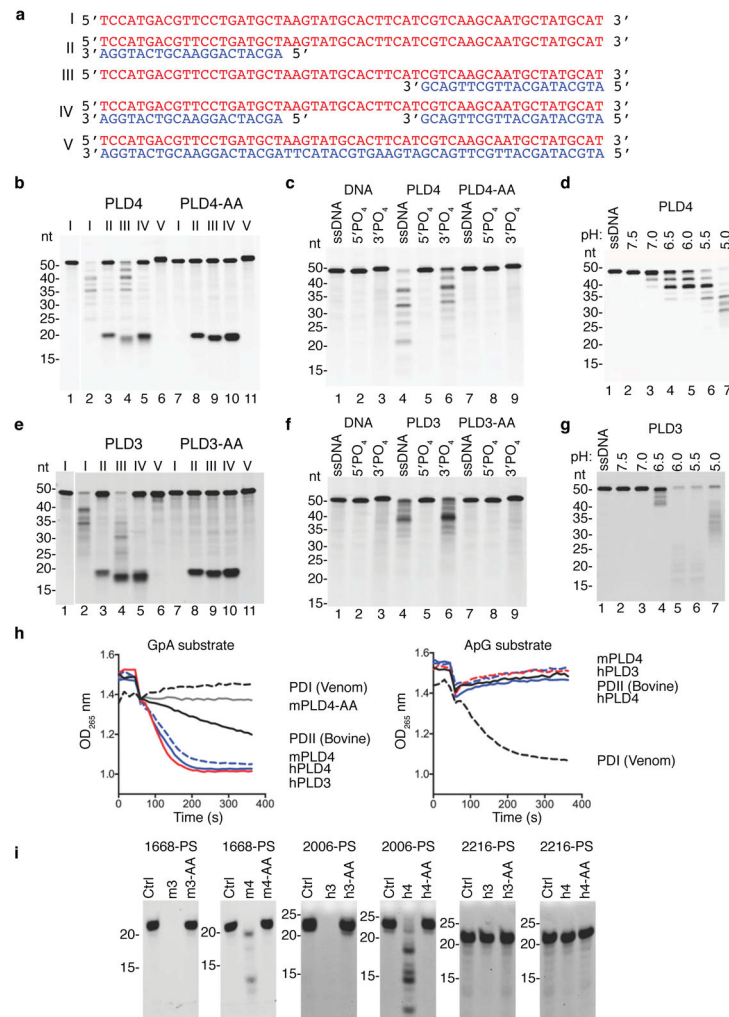 a
I 5′TCCATGACGTTCCTGATGCTAAGTATGCACTTCATCGTCAAGCAATGCTATGCAT 3′
5′TCCATGACGTTCCTGATGCTAAGTATGCACTTCATCGTCAAGCAATGCTATGCAT 3′
II 3′AGGTACTGCAAGGACTACGA 5′
III 5′TCCATGACGTTCCTGATGCTAAGTATGCACTTCATCGTCAAGCAATGCTATGCAT 3′
3′GCAGTTCGTTACGATACGTA 5′
IV 5′TCCATGACGTTCCTGATGCTAAGTATGCACTTCATCGTCAAGCAATGCTATGCAT 3′
3′AGGTACTGCAAGGACTACGA 5′ 3′GCAGTTCGTTACGATACGTA 5′
V 5′TCCATGACGTTCCTGATGCTAAGTATGCACTTCATCGTCAAGCAATGCTATGCAT 3′
3′AGGTACTGCAAGGACTACGATTCATACGTGAAGTAGCAGTTCGTTACGATACGTA 5′
b
PLD4 PLD4-AA
I I II III IV V I II III IV V
nt
50
40
35
30
25
20
15
1 2 3 4 5 6 7 8 9 10 11
c
DNA PLD4 PLD4-AA
ssDNA 5′PO4 3′PO4 ssDNA 5′PO4 3′PO4 ssDNA 5′PO4 3′PO4
nt
50
40
35
30
25
20
15
1 2 3 4 5 6 7 8 9
d
PLD4
pH: ssDNA 7.5 7.0 6.5 6.0 5.5 5.0
nt
50
40
35
30
25
20
15
1 2 3 4 5 6 7
e
PLD3 PLD3-AA
I I II III IV V I II III IV V
nt
50
40
35
30
25
20
15
1 2 3 4 5 6 7 8 9 10 11
f
DNA PLD3 PLD3-AA
ssDNA 5′PO4 3′PO4 ssDNA 5′PO4 3′PO4 ssDNA 5′PO4 3′PO4
nt
50
40
35
30
25
20
15
1 2 3 4 5 6 7 8 9
g
PLD3
pH: ssDNA 7.5 7.0 6.5 6.0 5.5 5.0
nt
50
40
35
30
25
20
15
1 2 3 4 5 6 7
h
GpA substrate
OD265 nm
1.6
1.4
1.2
1.0
0 100 200 300 400
Time (s)
PDI (Venom)
mPLD4-AA
PDII (Bovine)
mPLD4
hPLD4
hPLD3
ApG substrate
OD265 nm
1.6
1.4
1.2
1.0
0 100 200 300 400
Time (s)
mPLD4
hPLD3
PDII (Bovine)
hPLD4
PDI (Venom)
i
1668-PS 1668-PS 2006-PS 2006-PS 2216-PS 2216-PS
Ctrl m3 m3-AA Ctrl m4 m4-AA Ctrl h3 h3-AA Ctrl h4 h4-AA Ctrl h3 h3-AA Ctrl h4 h4-AA
20
15
20
15
25
20
15
25
20
15
25
20
15
25
20
15